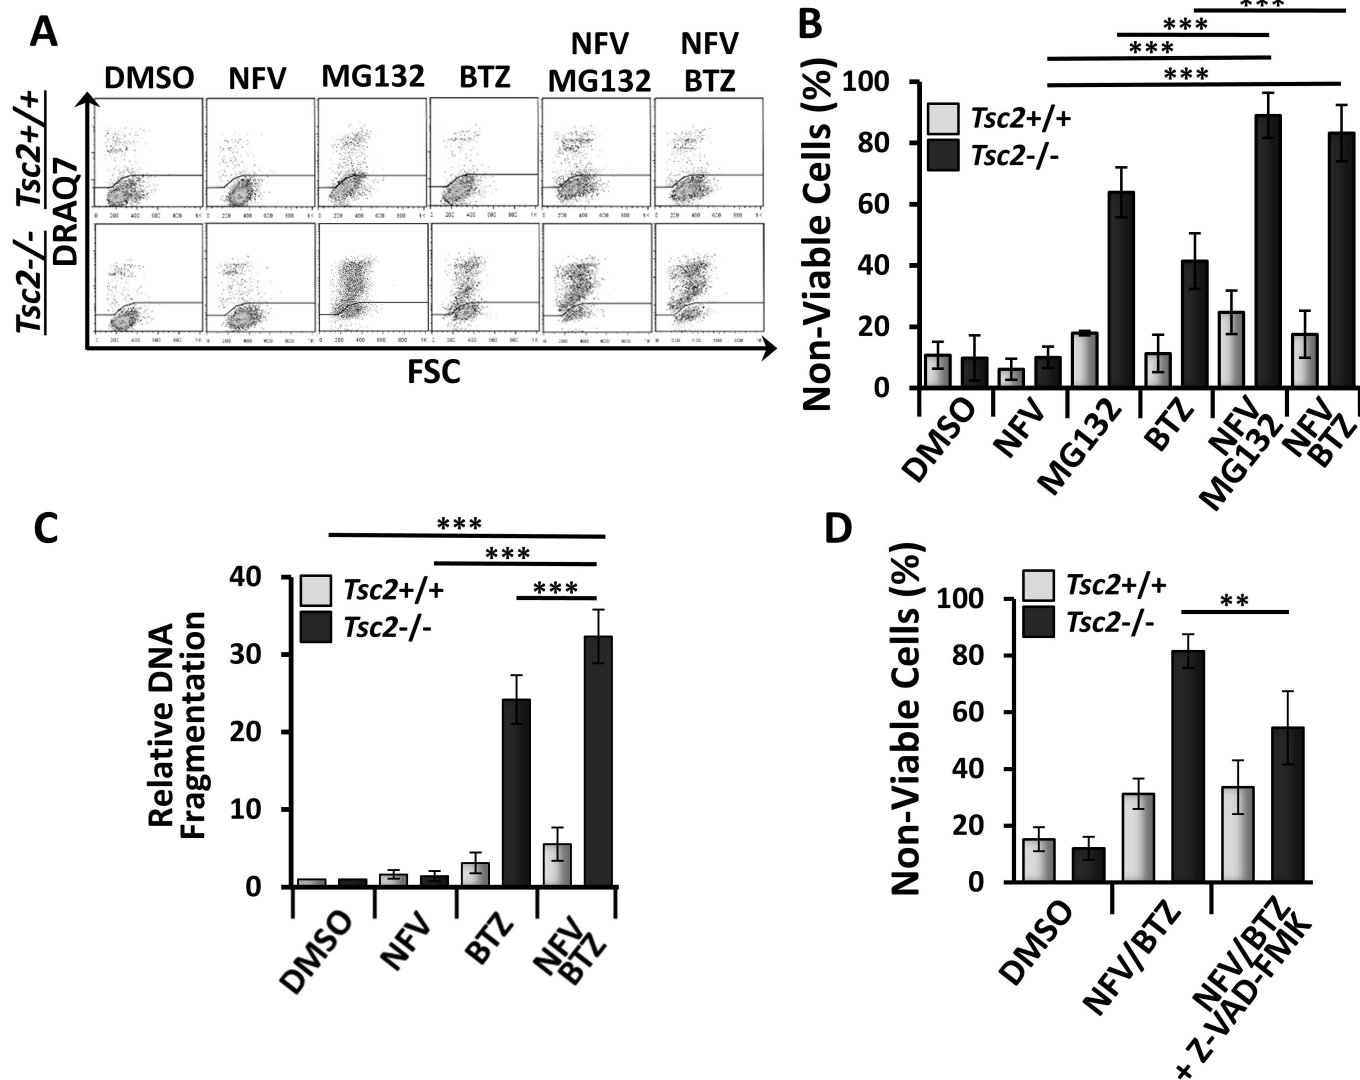 A
DMSO NFV MG132 BTZ NFV MG132 NFV BTZ
Tsc2-/- Tsc2+/+
DRAQ7
FSC
B
***
***
***
***
Non-Viable Cells (%)
100
80
60
40
20
0
Tsc2+/+
Tsc2-/-
DMSO NFV MG132 BTZ NFV MG132 NFV BTZ
C
***
***
***
Relative DNA
Fragmentation
40
30
20
10
0
Tsc2+/+
Tsc2-/-
DMSO NFV BTZ NFV BTZ
D
**
Non-Viable Cells (%)
100
80
60
40
20
0
Tsc2+/+
Tsc2-/-
DMSO
NFV/BTZ
NFV/BTZ
+ Z-VAD-FMK